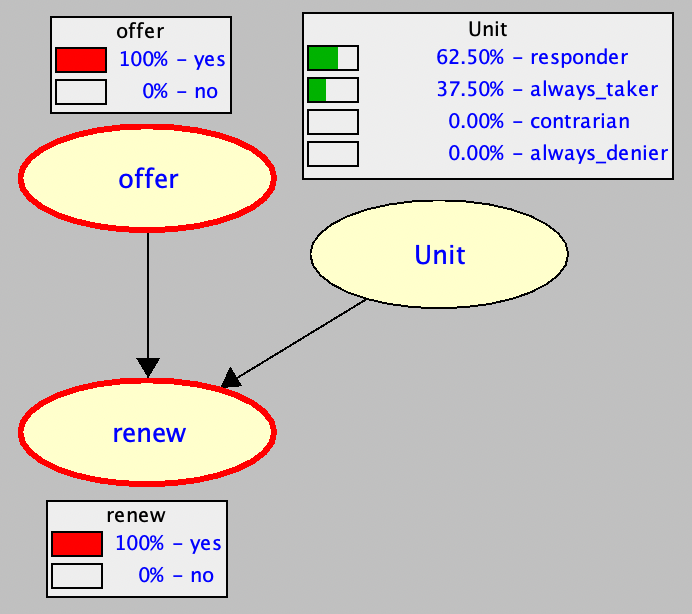 offer
100% - yes
0% - no
Unit
62.50% - responder
37.50% - always_taker
0.00% - contrarian
0.00% - always_denier
offer
Unit
renew
renew
100% - yes
0% - no